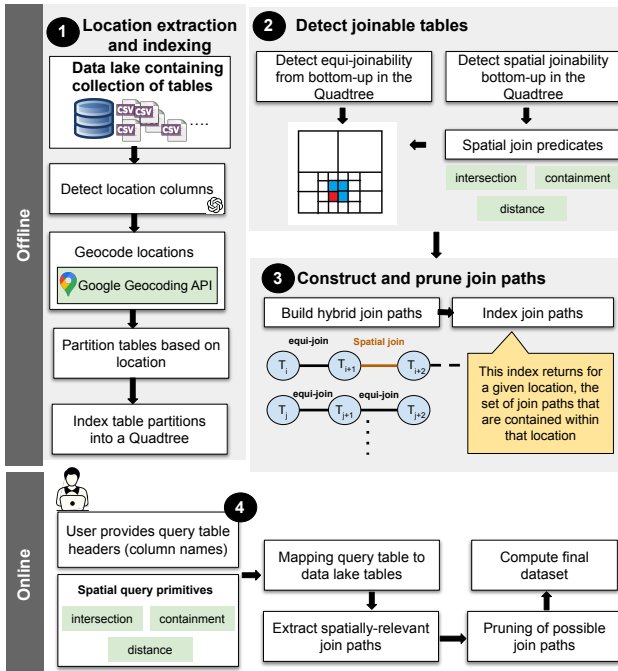 Offline
1
Location extraction
and indexing
Data lake containing
collection of tables
CSV
CSV
CSV
CSV
CSV
....
Detect location columns
Geocode locations
Google Geocoding API
Partition tables based on
location
Index table partitions
into a Quadtree
2
Detect joinable tables
Detect equi-joinability
from bottom-up in the
Quadtree
Detect spatial joinability
bottom-up in the
Quadtree
Spatial join predicates
intersection
containment
distance
3
Construct and prune join paths
Build hybrid join paths
Index join paths
equi-join
Spatial join
Ti
Ti+1
Ti+2
equi-join
equi-join
Tj
Tj+1
Tj+2
This index returns for
a given location, the
set of join paths that
are contained within
that location
Online
4
User provides query table
headers (column names)
Spatial query primitives
intersection
containment
distance
Mapping query table to
data lake tables
Extract spatially-relevant
join paths
Pruning of possible
join paths
Compute final
dataset